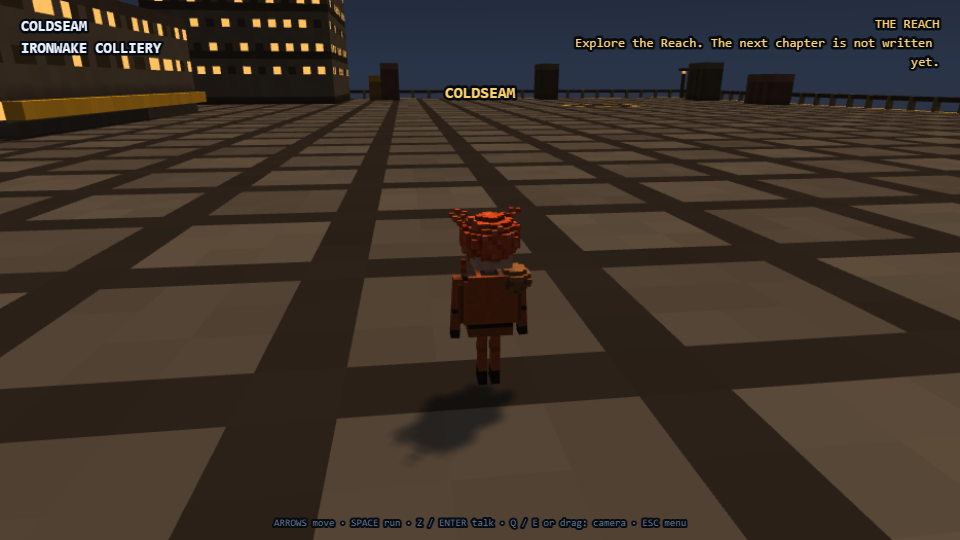 COLDSEAM
IRONWAKE COLLIERY
THE REACH
Explore the Reach. The next chapter is not written
yet.
COLDSEAM
ARROWS move · SPACE run · Z / ENTER talk · Q / E or drag: camera · ESC menu